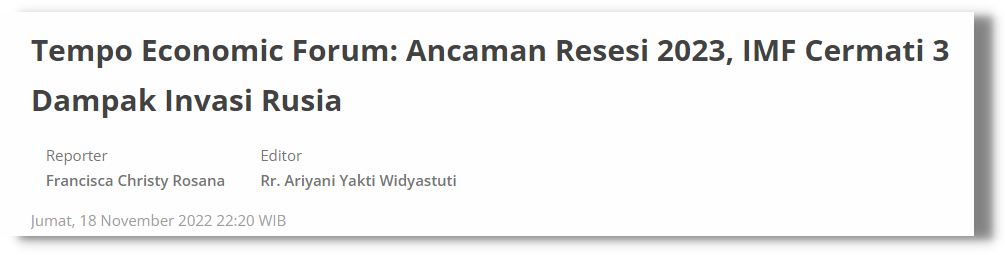 Tempo Economic Forum: Ancaman Resesi 2023, IMF Cermati 3
Dampak Invasi Rusia
Reporter Editor
Francisca Christy Rosana Rr. Ariyani Yakti Widyastuti
Jumat, 18 November 2022 22:20 WIB